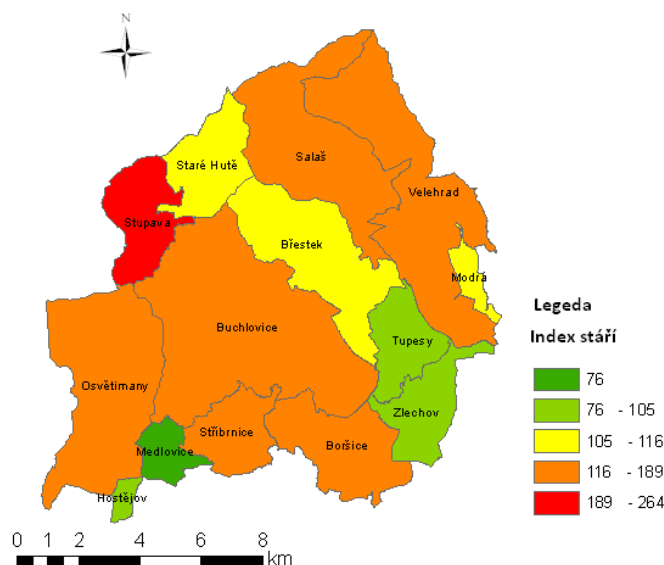 N
Staré Hutě
Salaš
Velehrad
Stupava
Břestek
Modrá
Buchlovice
Tupesy
Osvětimany
Zlechov
Stříbrnice
Medlovice
Boršice
Hostějov
Legeda
Index stáří
76
76 - 105
105 - 116
116 - 189
189 - 264
0 1 2 4 6 8
km